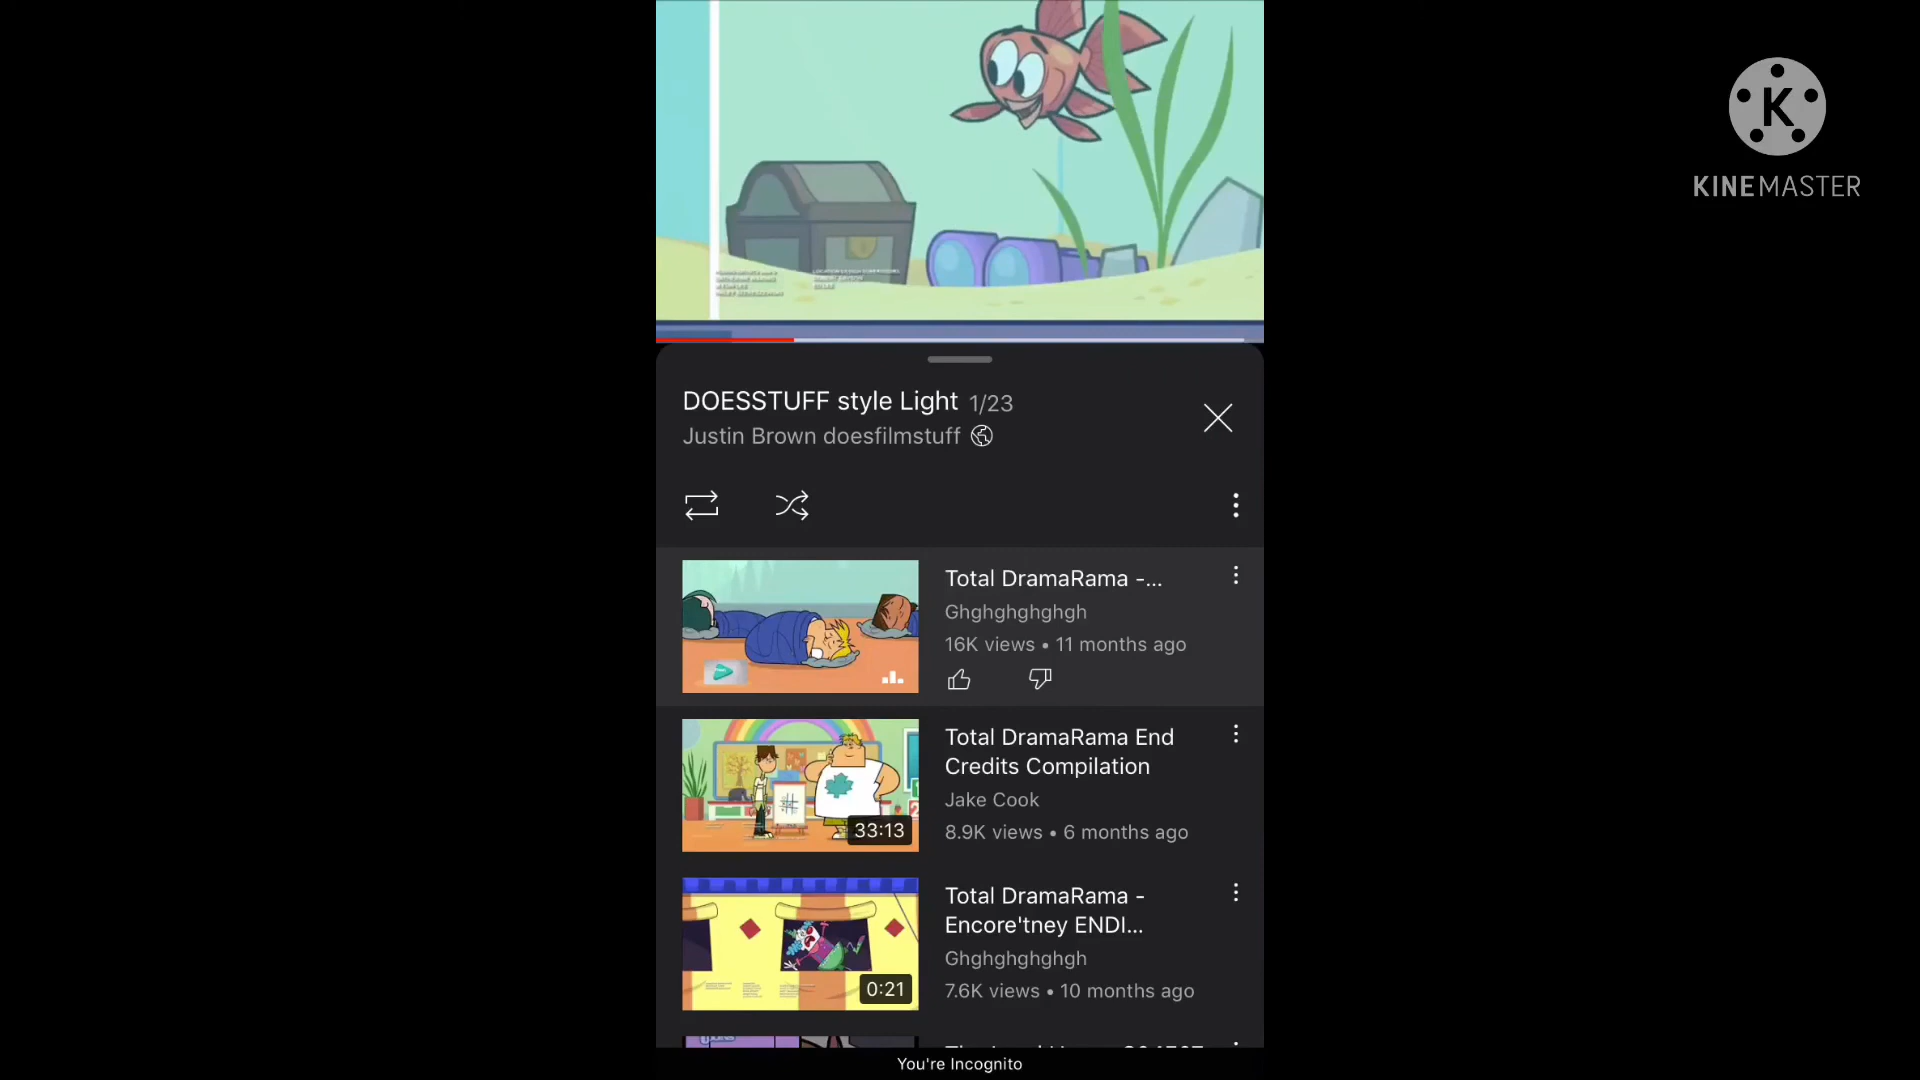 K
KINEMASTER
DOESSTUFF style Light 1/23
Justin Brown doesfilmstuff
Total DramaRama -...
Ghghghghghgh
16K views • 11 months ago
Total DramaRama End
Credits Compilation
Jake Cook
8.9K views • 6 months ago
33:13
Total DramaRama -
Encore'tney ENDI...
Ghghghghghgh
7.6K views • 10 months ago
0:21
You're Incognito